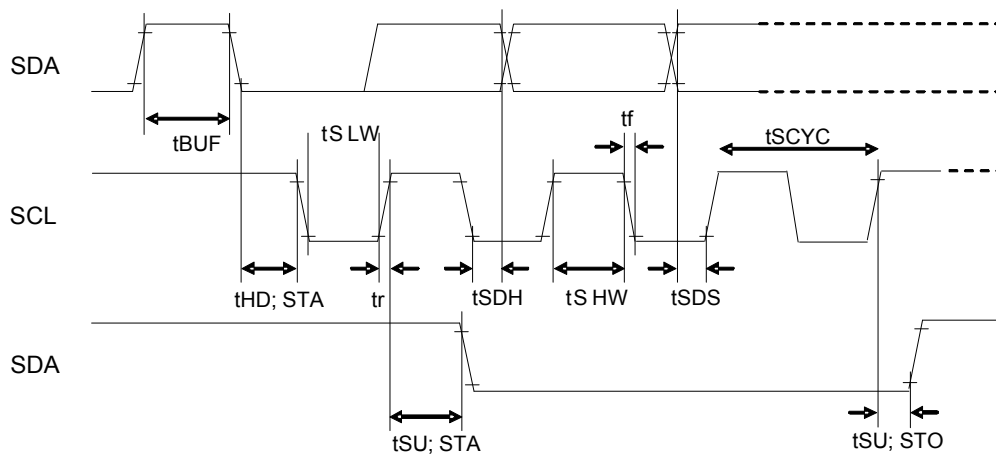 SDA
tBUF
tS LW
tf
tSCYC
SCL
tHD; STA
tr
tSDH
tS HW
tSDS
SDA
tSU; STA
tSU; STO